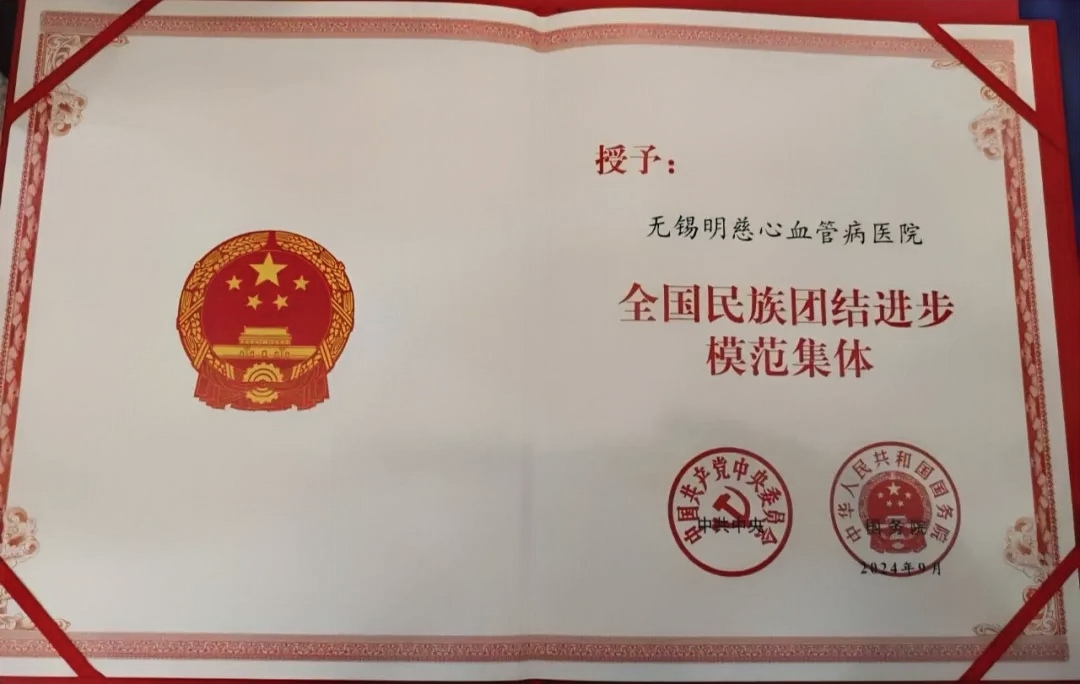 授予：
无锡明慈心血管病医院
全国民族团结进步
模范集体
中国共产党中央委员会
中共中央
中华人民共和国国务院
国务院
2024年9月